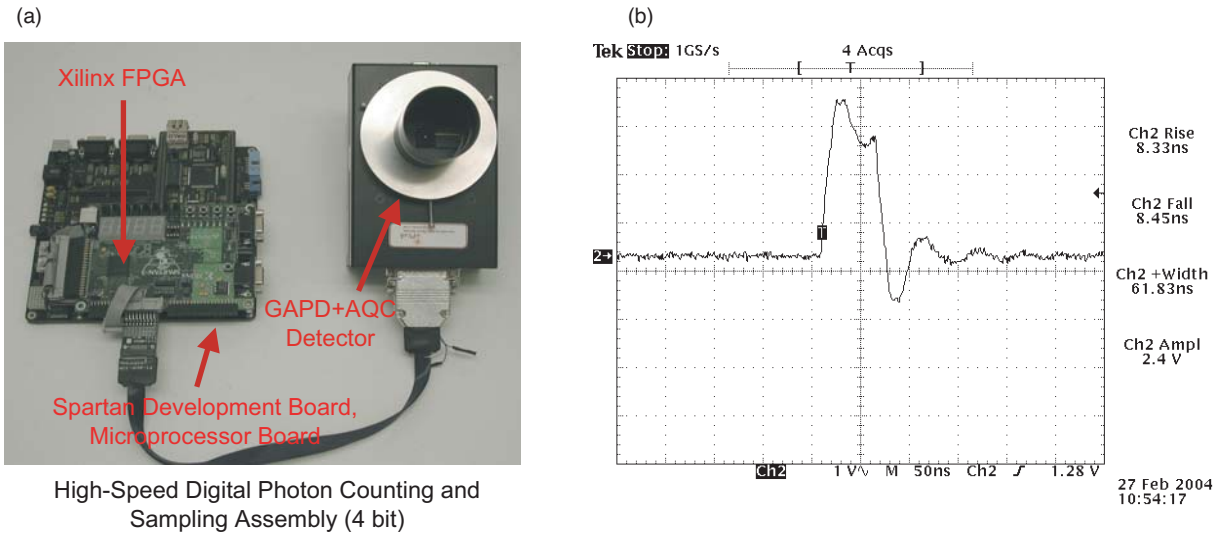 (a)
Xilinx FPGA
GAPD+AQC
Detector
Spartan Development Board,
Microprocessor Board
High-Speed Digital Photon Counting and
Sampling Assembly (4 bit)
(b)
Tek Stop: 1GS/s 4 Acqs
[ T ]
T
2→
Ch2 Rise
8.33ns
Ch2 Fall
8.45ns
Ch2 +Width
61.83ns
Ch2 Ampl
2.4 V
Ch2 1 V∿ M 50ns Ch2 ƒ 1.28 V
27 Feb 2004
10:54:17